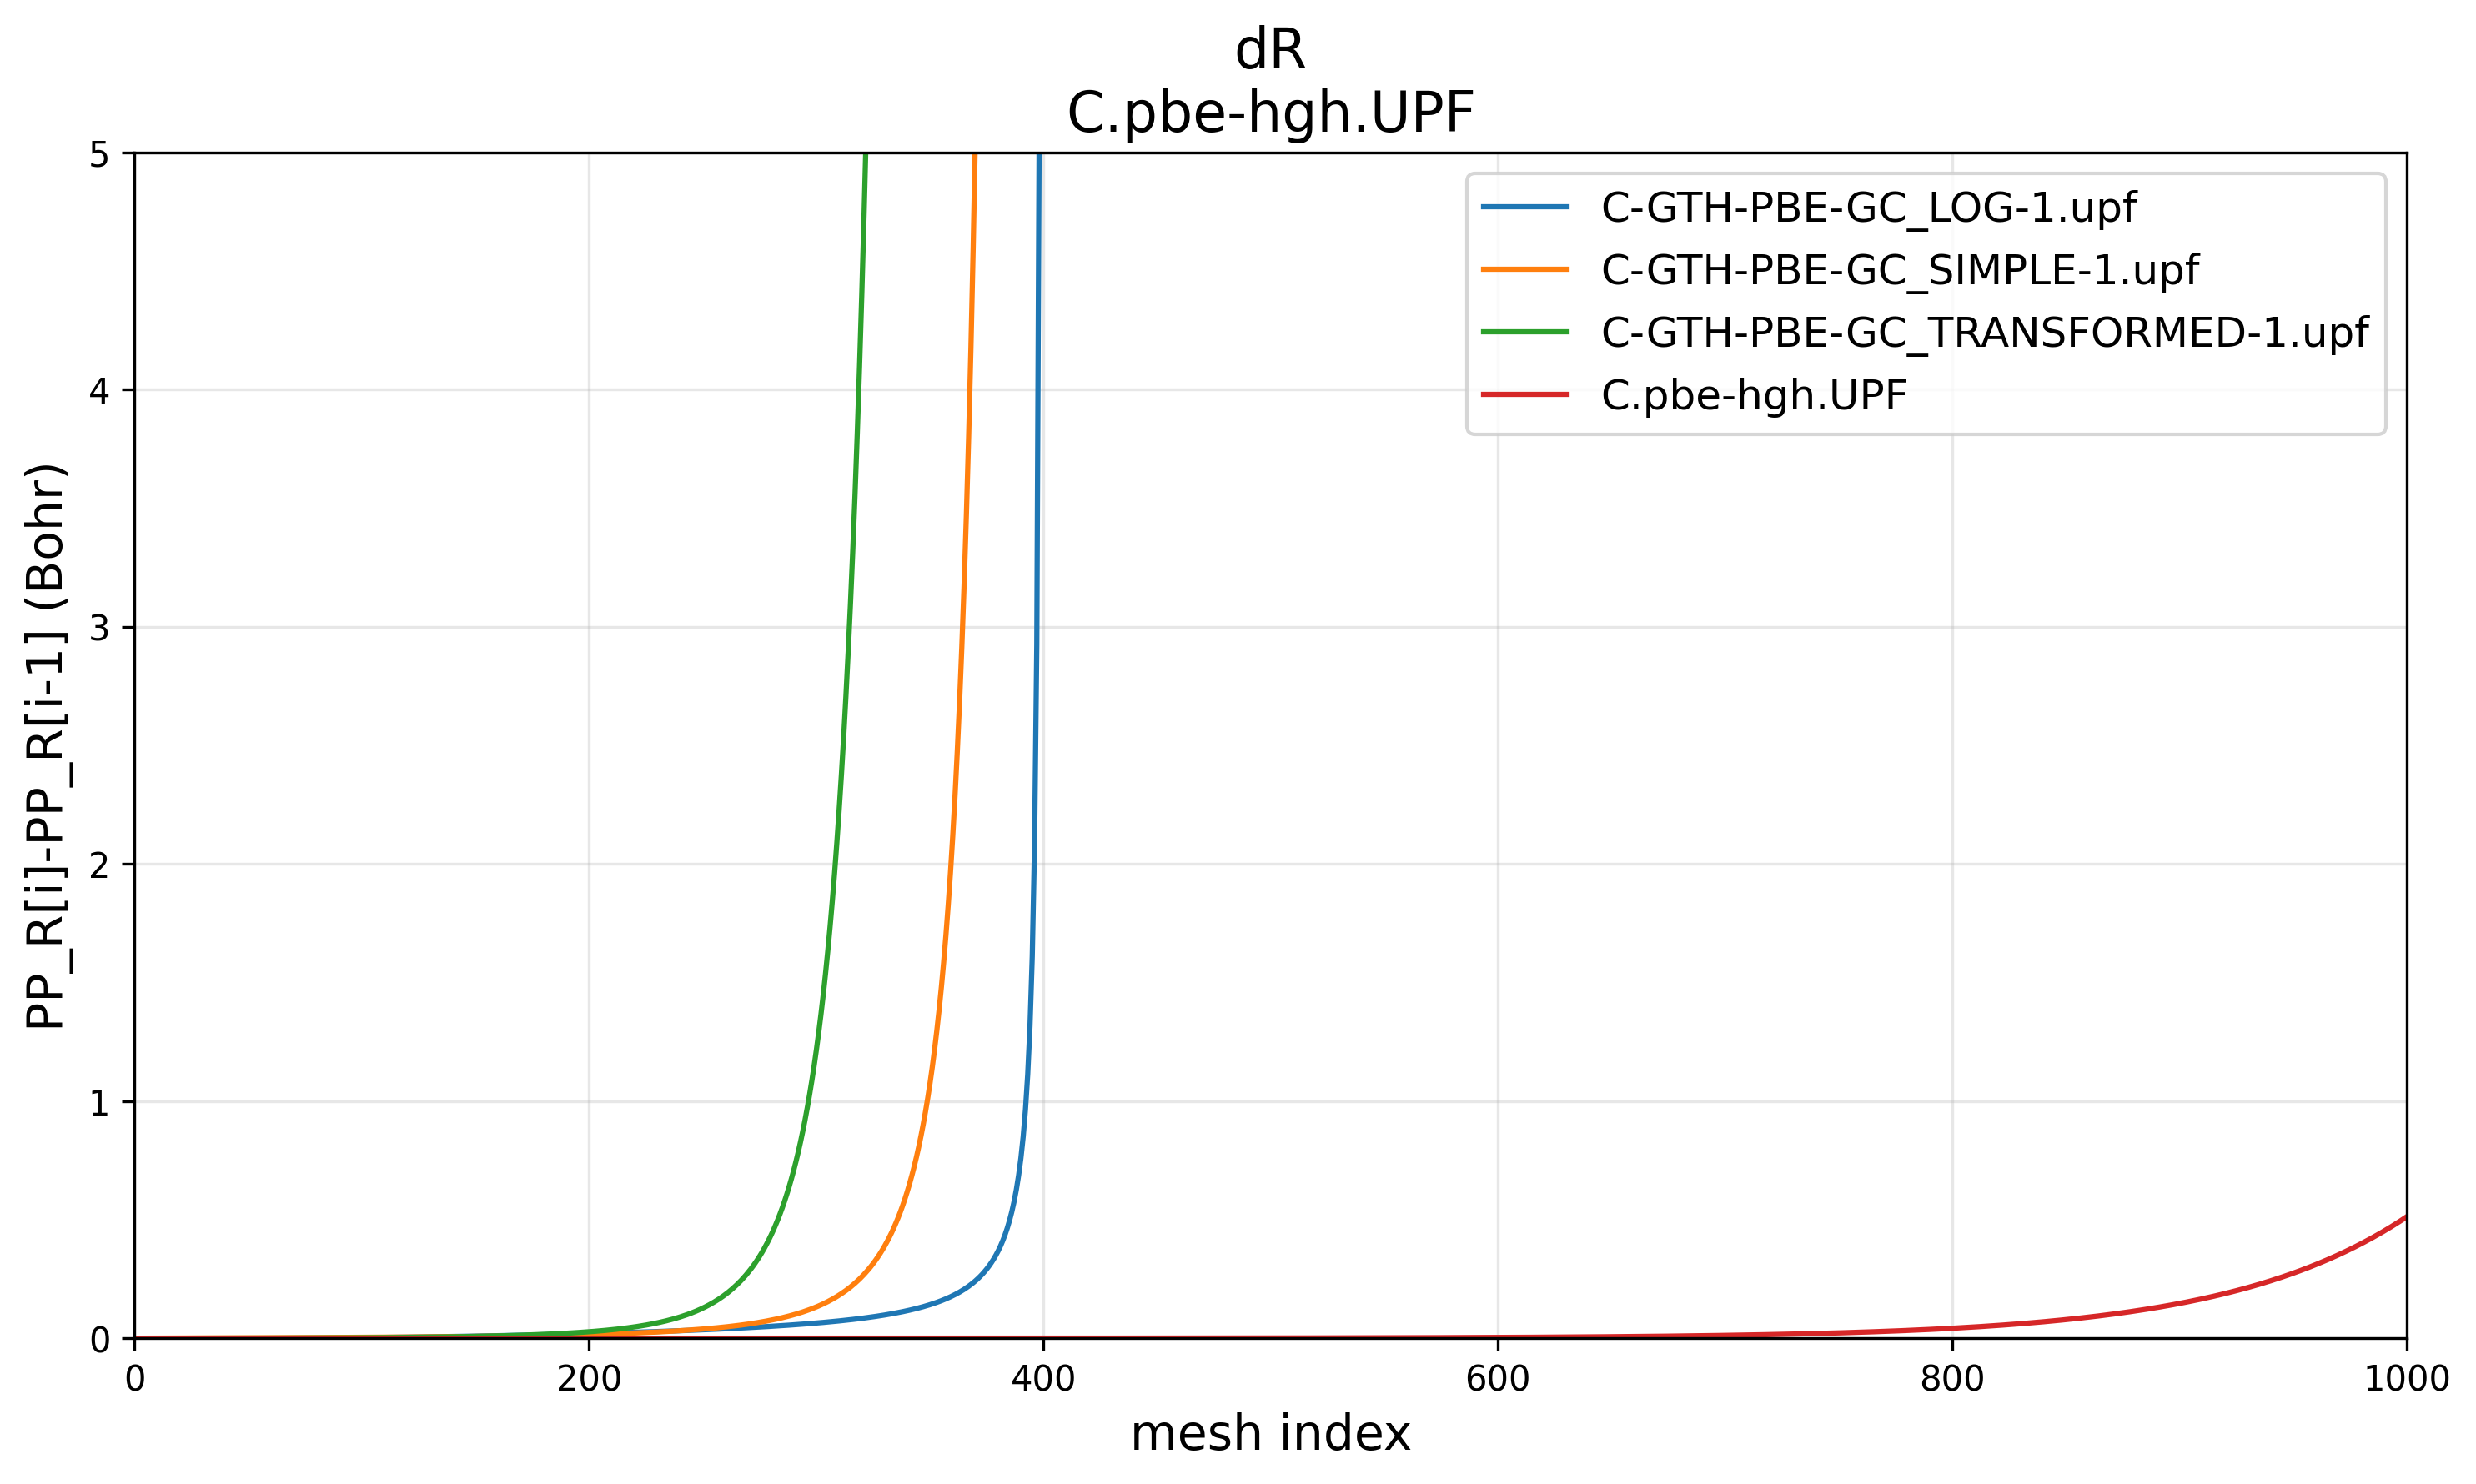 dR
C.pbe-hgh.UPF
PP_R[i]-PP_R[i-1] (Bohr)
5
4
3
2
1
0
C-GTH-PBE-GC_LOG-1.upf
C-GTH-PBE-GC_SIMPLE-1.upf
C-GTH-PBE-GC_TRANSFORMED-1.upf
C.pbe-hgh.UPF
0 200 400 600 800 1000
mesh index